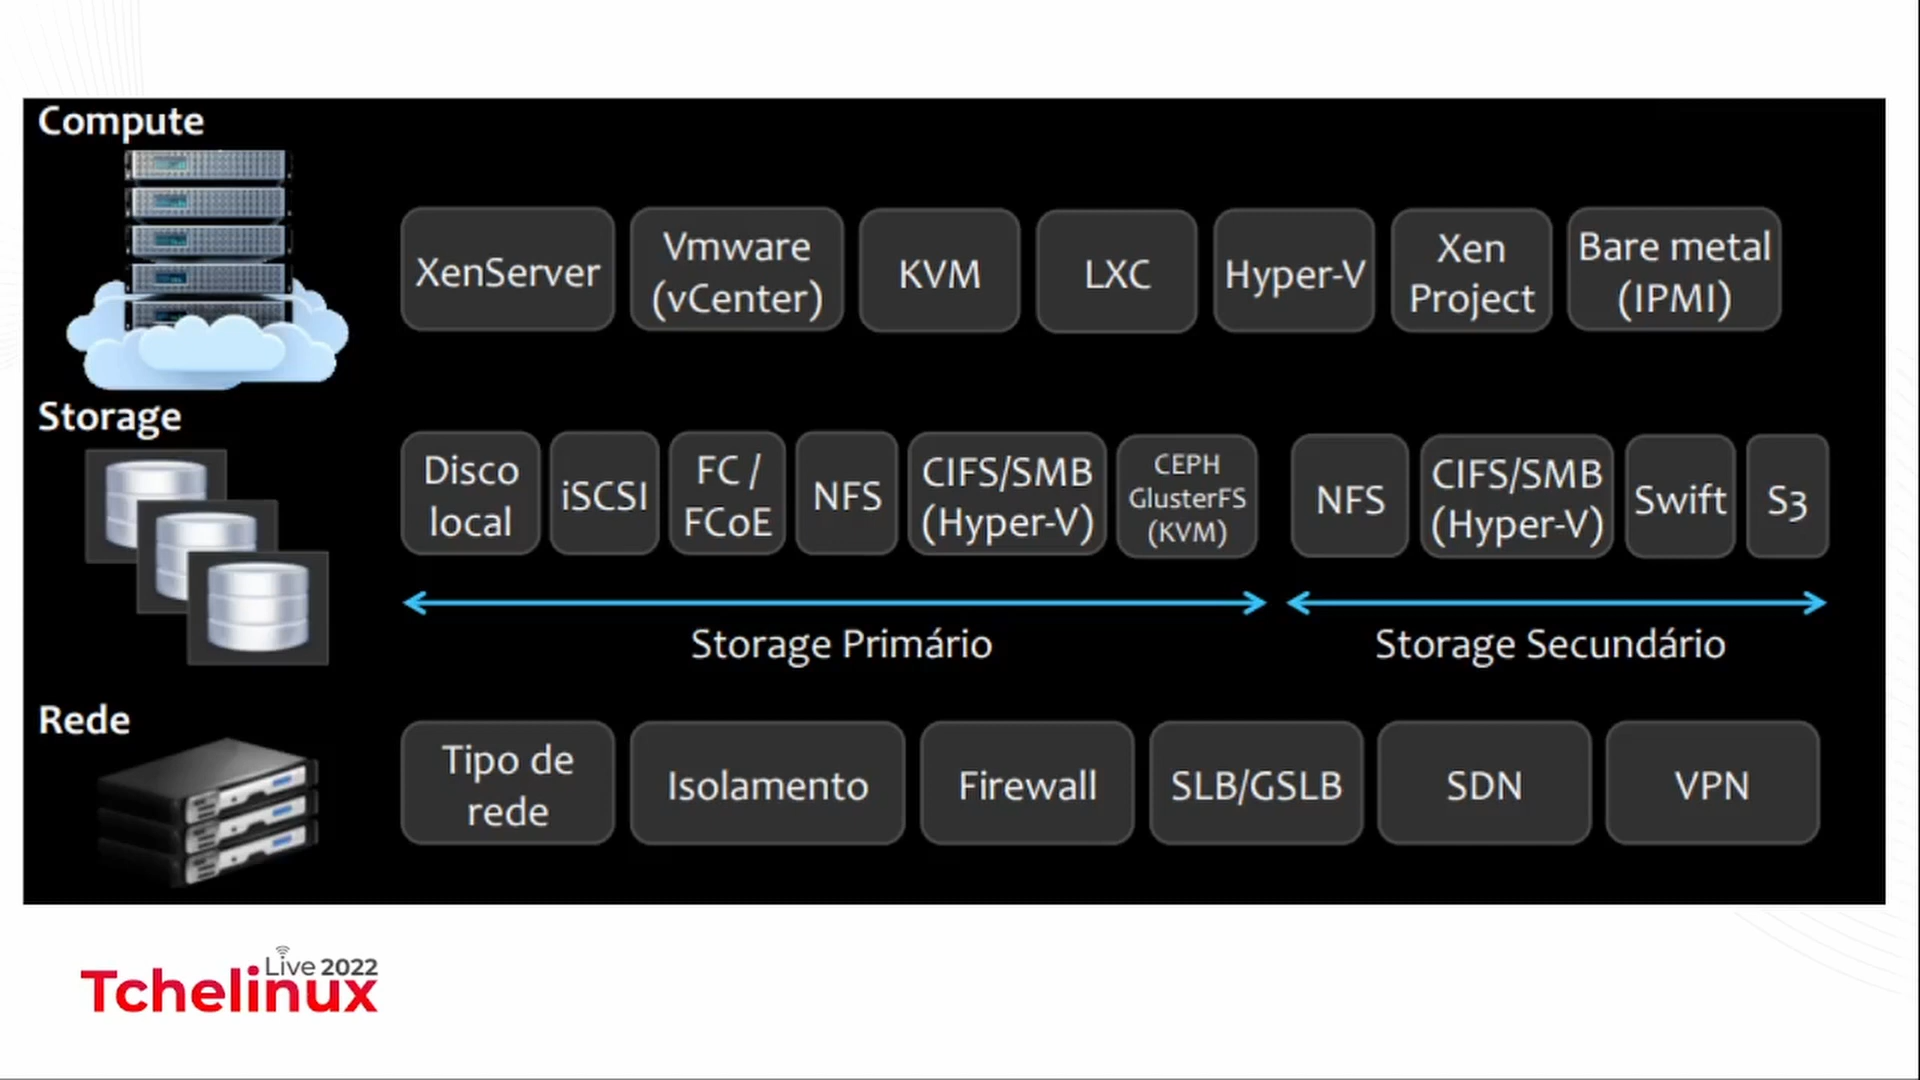 Compute
XenServer
Vmware
(vCenter)
KVM
LXC
Hyper-V
Xen
Project
Bare metal
(IPMI)
Storage
Disco
local
iSCSI
FC /
FCoE
NFS
CIFS/SMB
(Hyper-V)
CEPH
GlusterFS
(KVM)
NFS
CIFS/SMB
(Hyper-V)
Swift
S3
Storage Primário
Storage Secundário
Rede
Tipo de
rede
Isolamento
Firewall
SLB/GSLB
SDN
VPN
Live 2022
Tchelinux